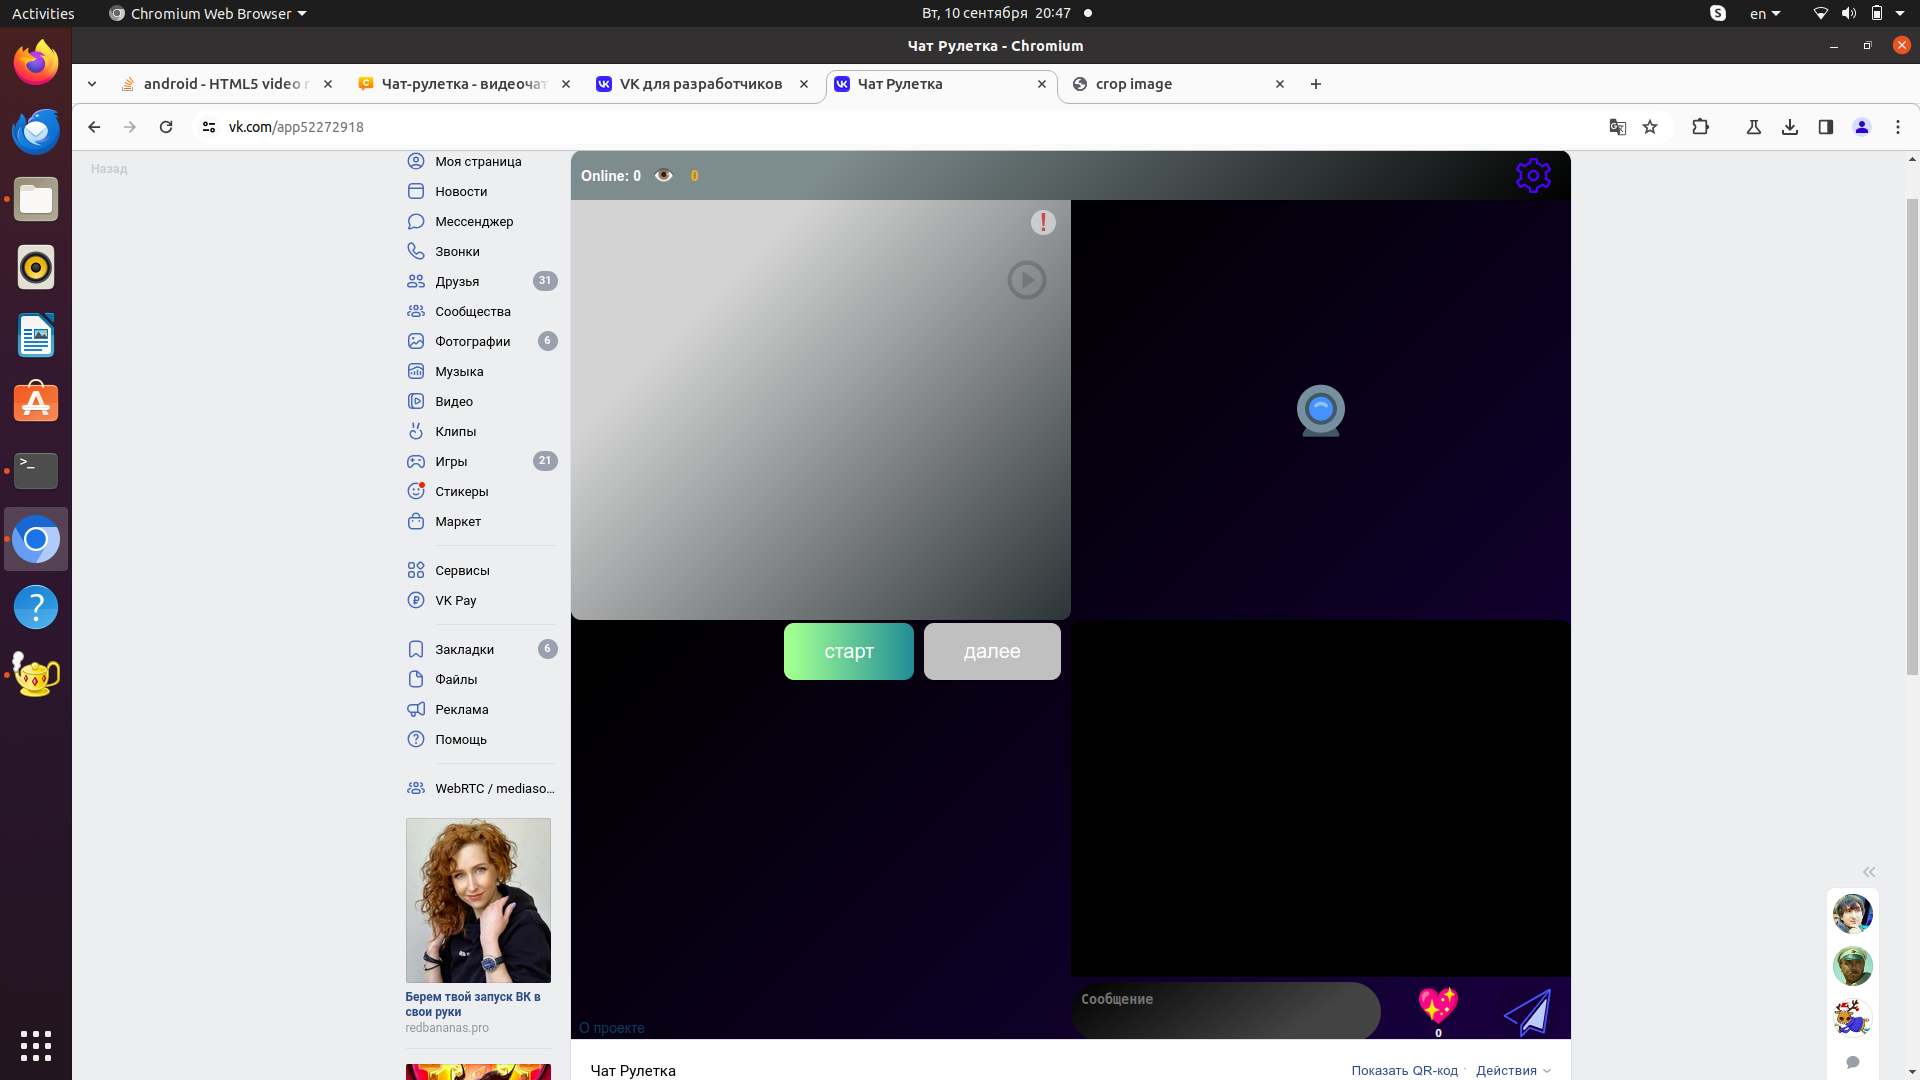 Activities
Chromium Web Browser
Вт, 10 сентября 20:47
en
Чат Рулетка - Chromium
android - HTML5 video r
Чат-рулетка - видеочат
VK для разработчиков
Чат Рулетка
crop image
vk.com/app52272918
Назад
Моя страница
Новости
Мессенджер
Звонки
Друзья 31
Сообщества
Фотографии 6
Музыка
Видео
Клипы
Игры 21
Стикеры
Маркет
Сервисы
VK Pay
Закладки 6
Файлы
Реклама
Помощь
WebRTC / mediaso...
Берем твой запуск ВК в
свои руки
redbananas.pro
Online: 0
0
старт
далее
О проекте
Сообщение
0
Чат Рулетка
Показать QR-код
Действия